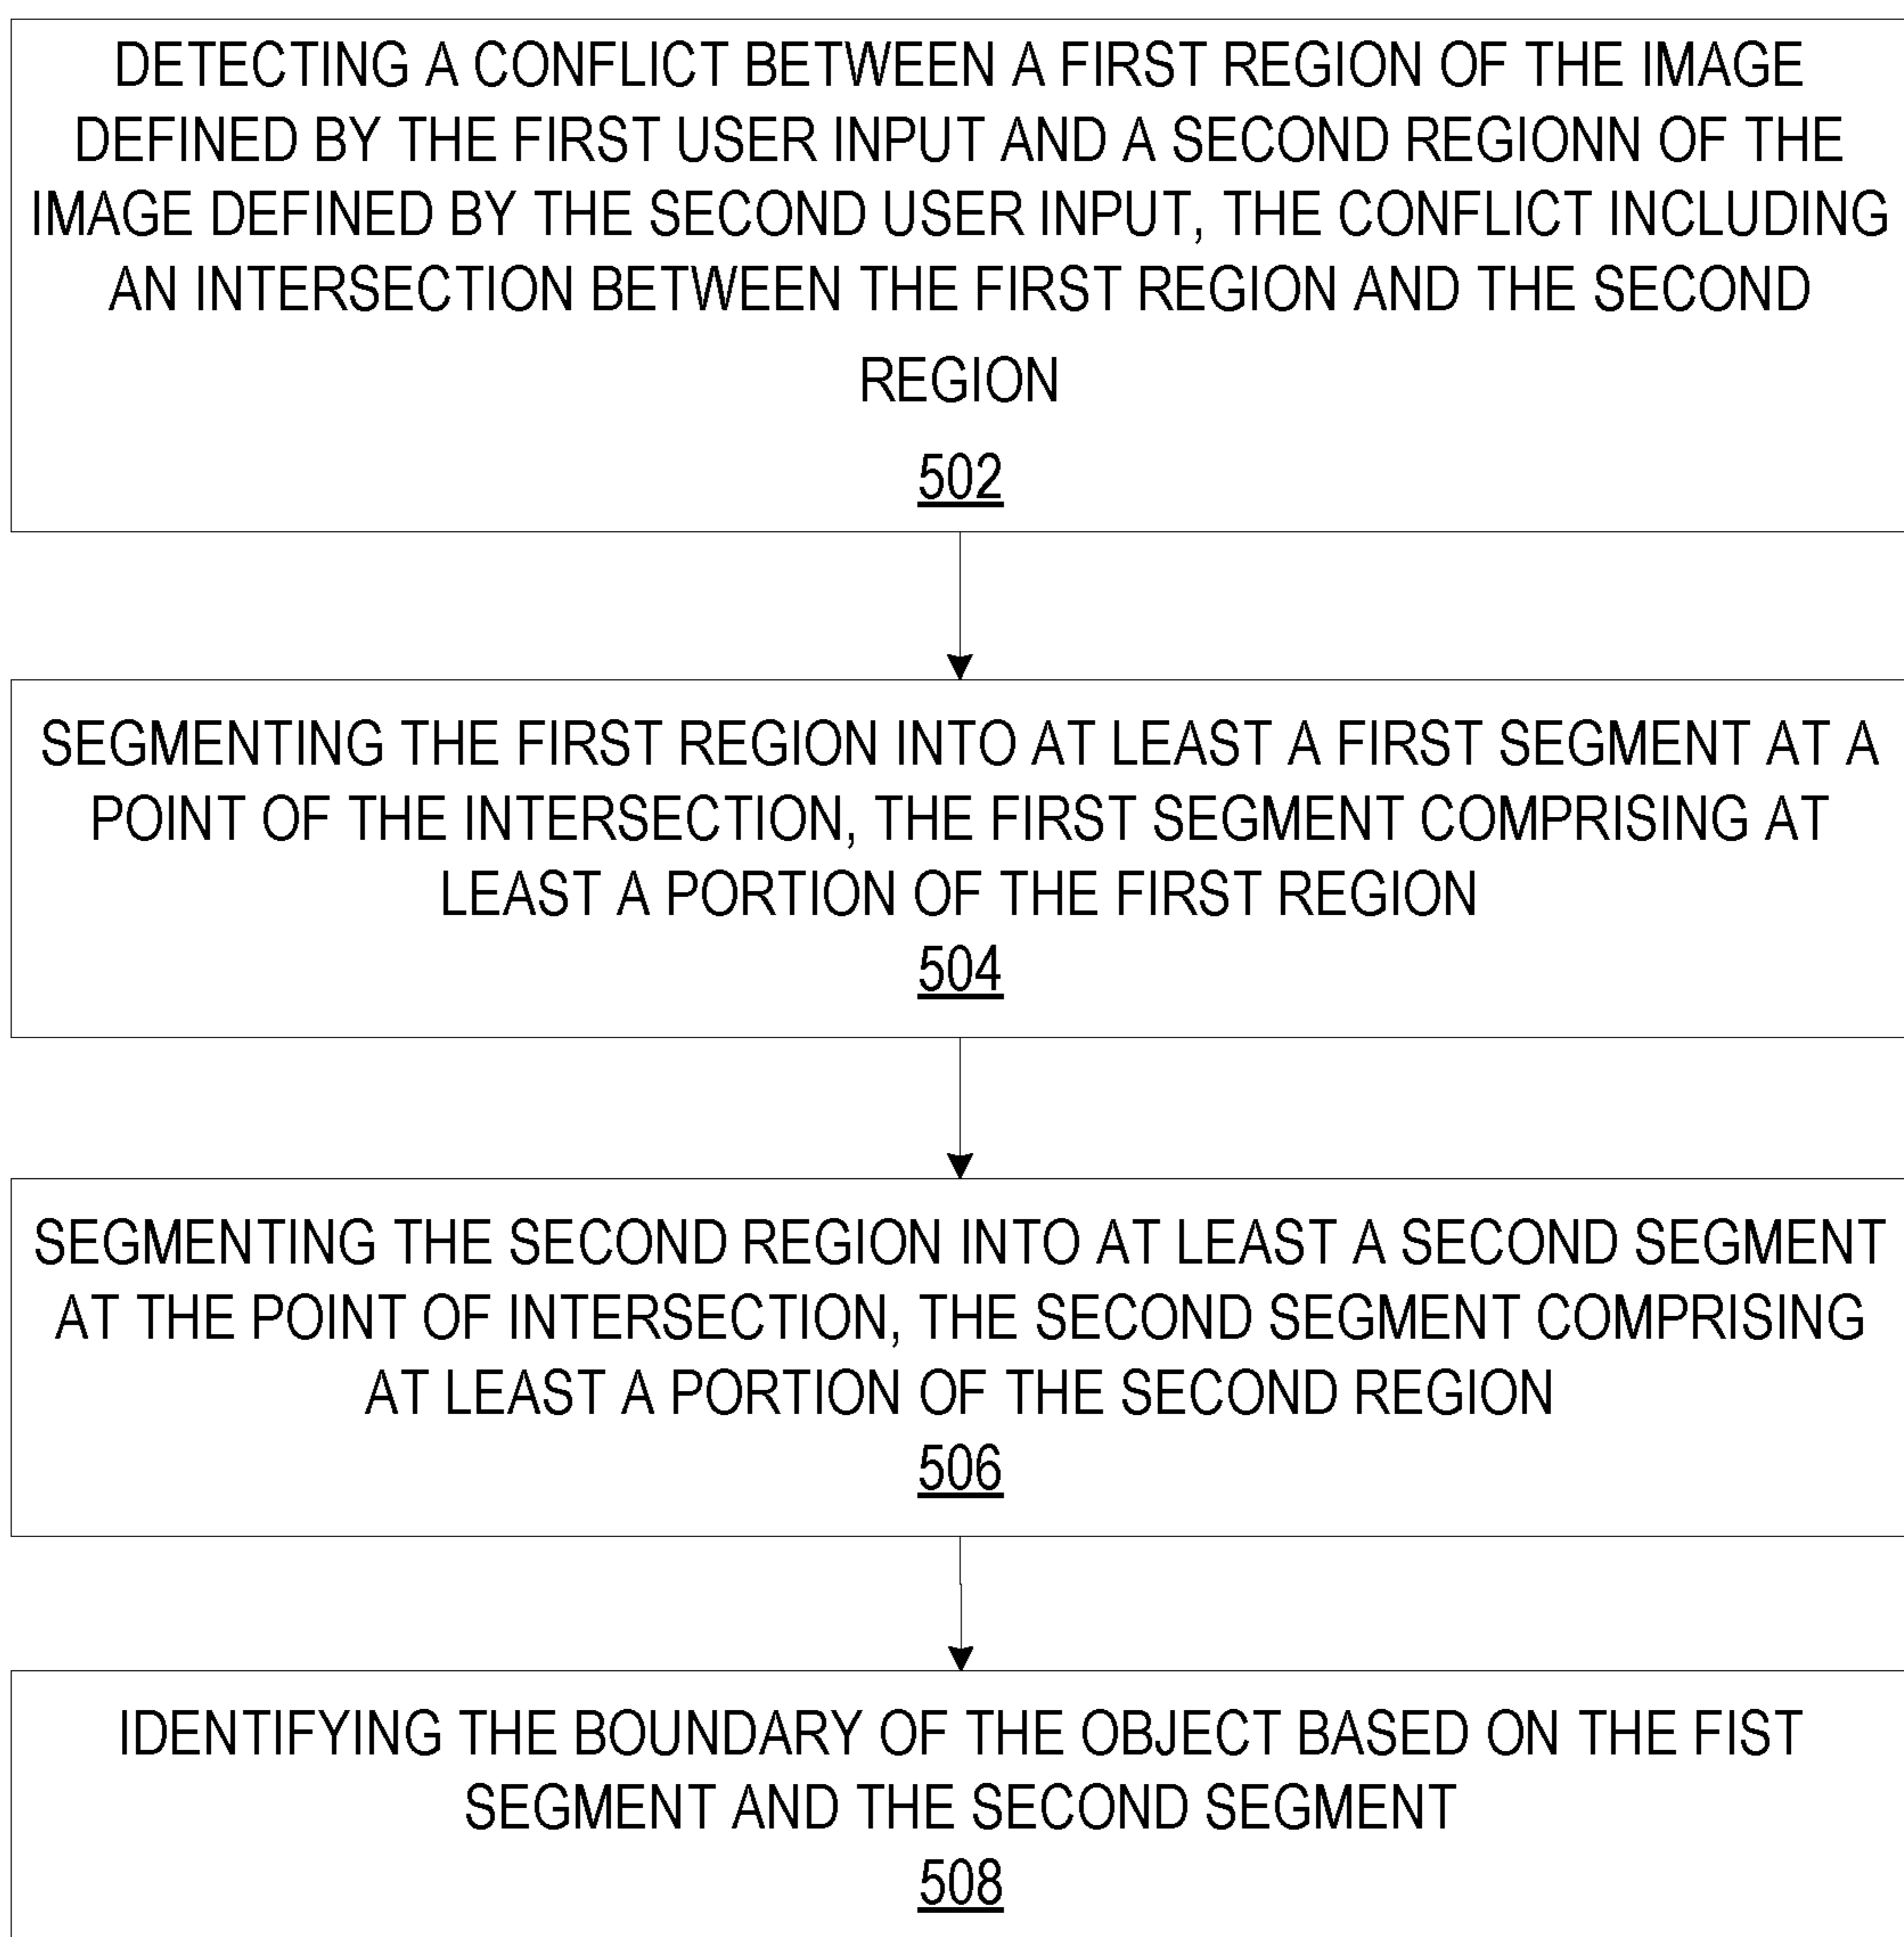 DETECTING A CONFLICT BETWEEN A FIRST REGION OF THE IMAGE
DEFINED BY THE FIRST USER INPUT AND A SECOND REGIONN OF THE
IMAGE DEFINED BY THE SECOND USER INPUT, THE CONFLICT INCLUDING
AN INTERSECTION BETWEEN THE FIRST REGION AND THE SECOND
REGION
502
SEGMENTING THE FIRST REGION INTO AT LEAST A FIRST SEGMENT AT A
POINT OF THE INTERSECTION, THE FIRST SEGMENT COMPRISING AT
LEAST A PORTION OF THE FIRST REGION
504
SEGMENTING THE SECOND REGION INTO AT LEAST A SECOND SEGMENT
AT THE POINT OF INTERSECTION, THE SECOND SEGMENT COMPRISING
AT LEAST A PORTION OF THE SECOND REGION
506
IDENTIFYING THE BOUNDARY OF THE OBJECT BASED ON THE FIST
SEGMENT AND THE SECOND SEGMENT
508